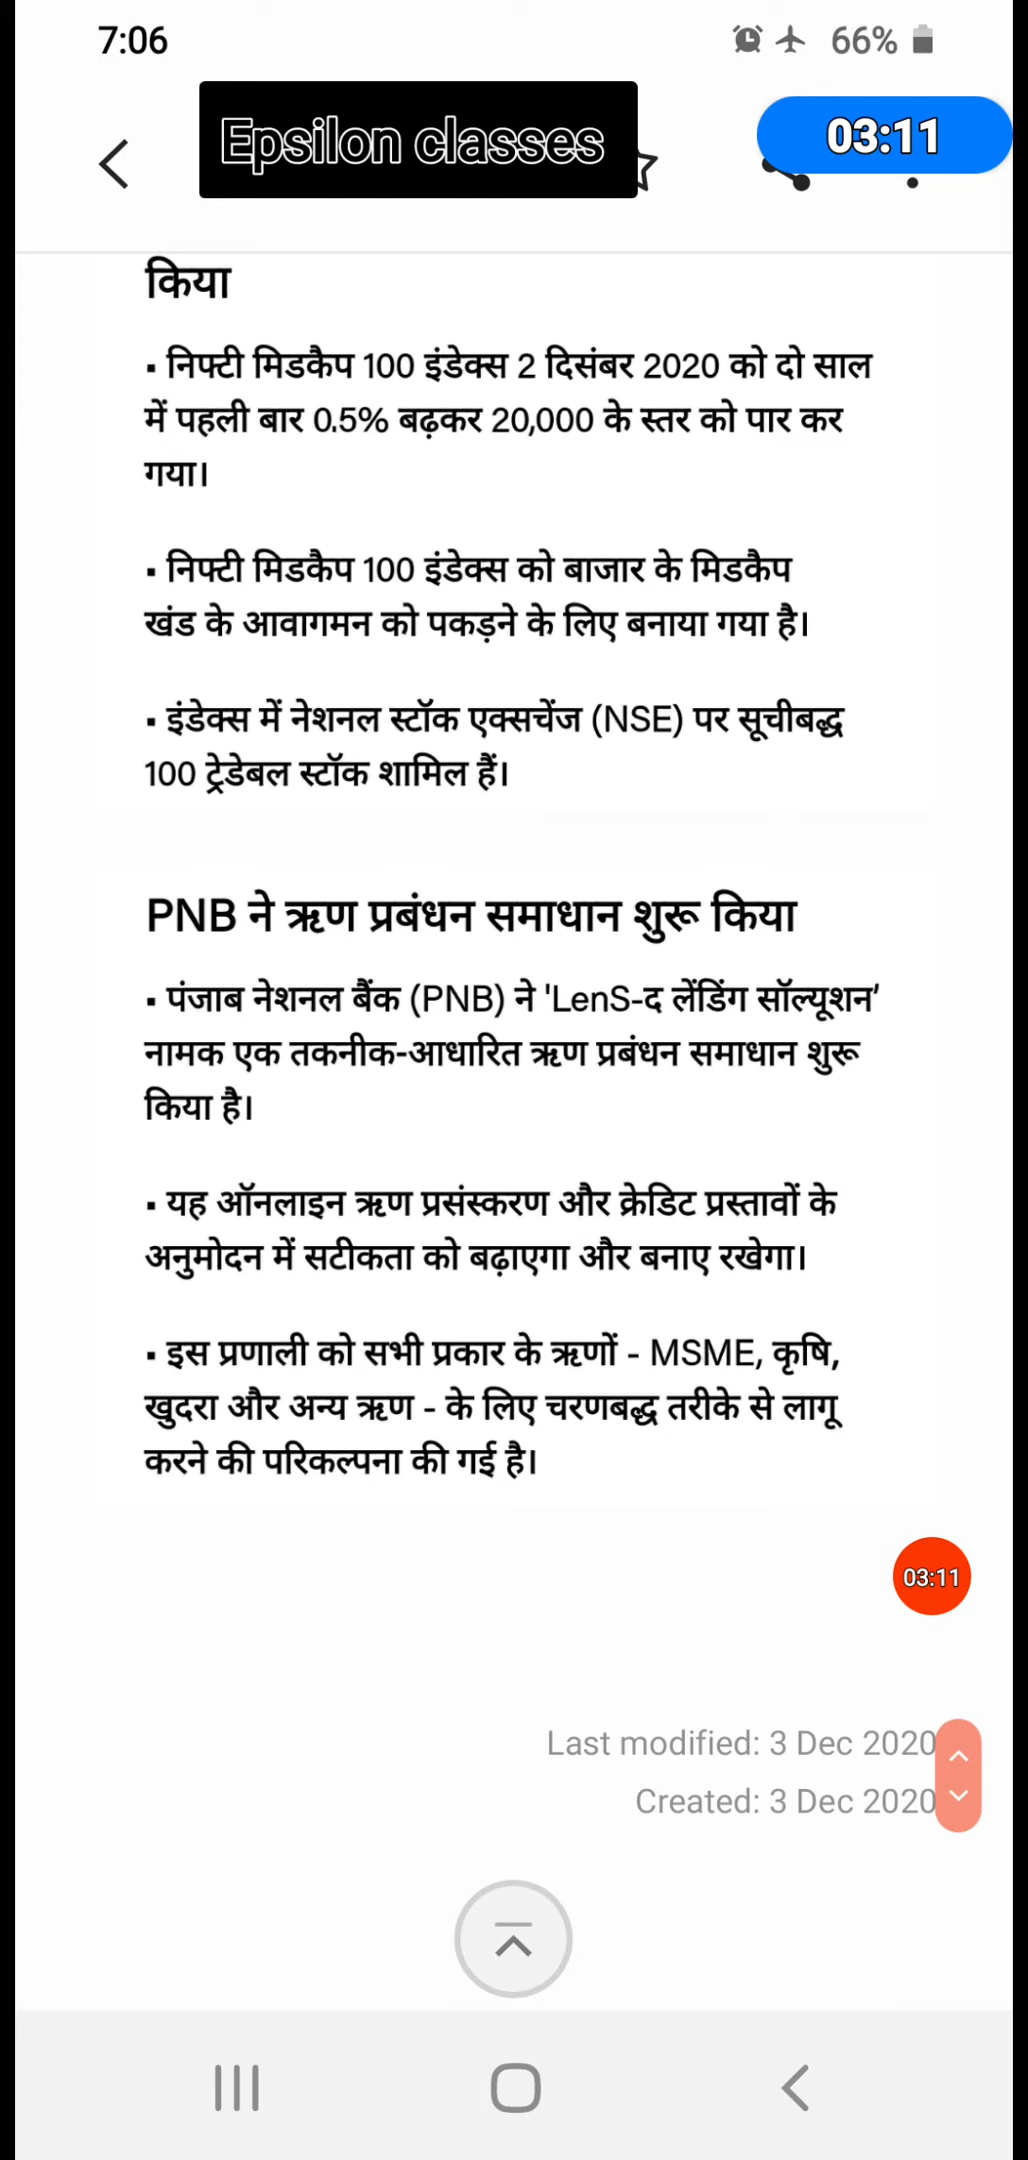 7:06
66%
Epsilon classes
03:11
किया
▪ निफ्टी मिडकैप 100 इंडेक्स 2 दिसंबर 2020 को दो साल
में पहली बार 0.5% बढ़कर 20,000 के स्तर को पार कर
गया।
▪ निफ्टी मिडकैप 100 इंडेक्स को बाजार के मिडकैप
खंड के आवागमन को पकड़ने के लिए बनाया गया है।
▪ इंडेक्स में नेशनल स्टॉक एक्सचेंज (NSE) पर सूचीबद्ध
100 ट्रेडेबल स्टॉक शामिल हैं।
PNB ने ऋण प्रबंधन समाधान शुरू किया
▪ पंजाब नेशनल बैंक (PNB) ने 'LenS-द लेंडिंग सॉल्यूशन'
नामक एक तकनीक-आधारित ऋण प्रबंधन समाधान शुरू
किया है।
▪ यह ऑनलाइन ऋण प्रसंस्करण और क्रेडिट प्रस्तावों के
अनुमोदन में सटीकता को बढ़ाएगा और बनाए रखेगा।
▪ इस प्रणाली को सभी प्रकार के ऋणों - MSME, कृषि,
खुदरा और अन्य ऋण - के लिए चरणबद्ध तरीके से लागू
करने की परिकल्पना की गई है।
03:11
Last modified: 3 Dec 2020
Created: 3 Dec 2020